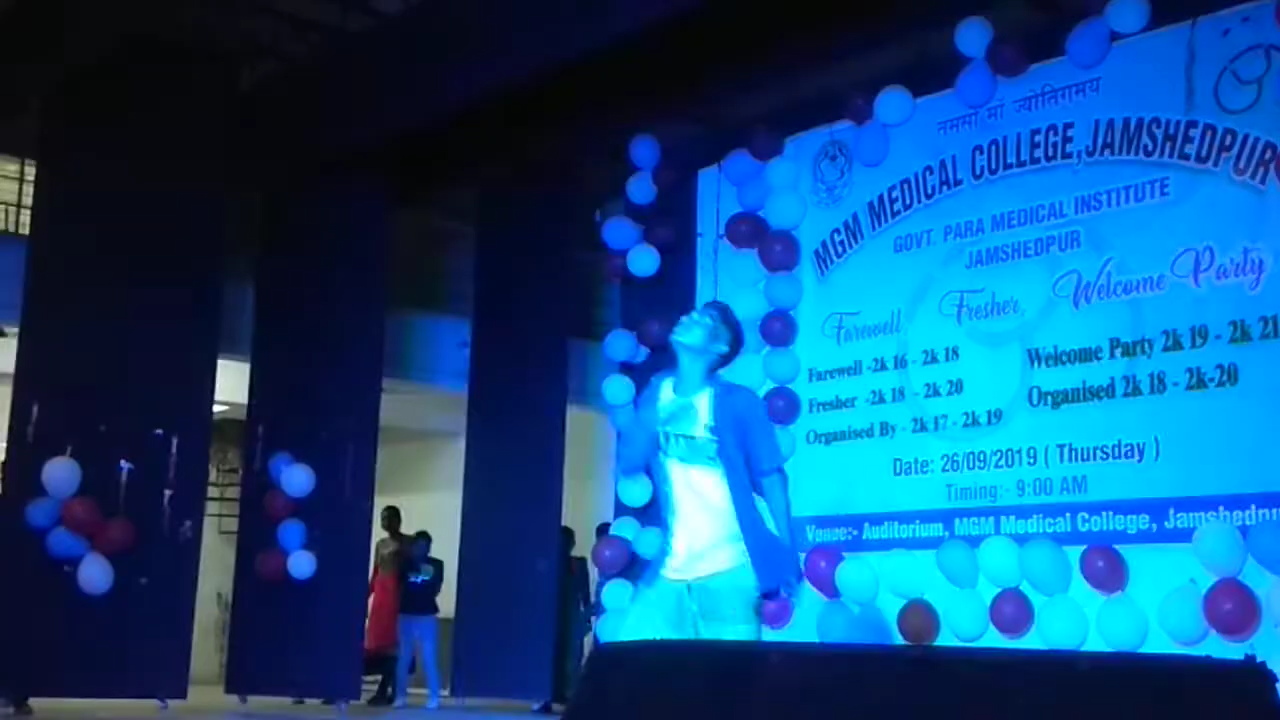 तमसो मां ज्योतिगमय
MGM MEDICAL COLLEGE, JAMSHEDPUR
GOVT. PARA MEDICAL INSTITUTE
JAMSHEDPUR
Farewell Fresher Welcome Party
Farewell -2k 16 - 2k 18
Fresher -2k 18 - 2k 20
Organised By - 2k 17 - 2k 19
Welcome Party 2k 19 - 2k 21
Organised 2k 18 - 2k-20
Date: 26/09/2019 ( Thursday )
Timing:- 9:00 AM
Venue:- Auditorium, MGM Medical College, Jamshedpur